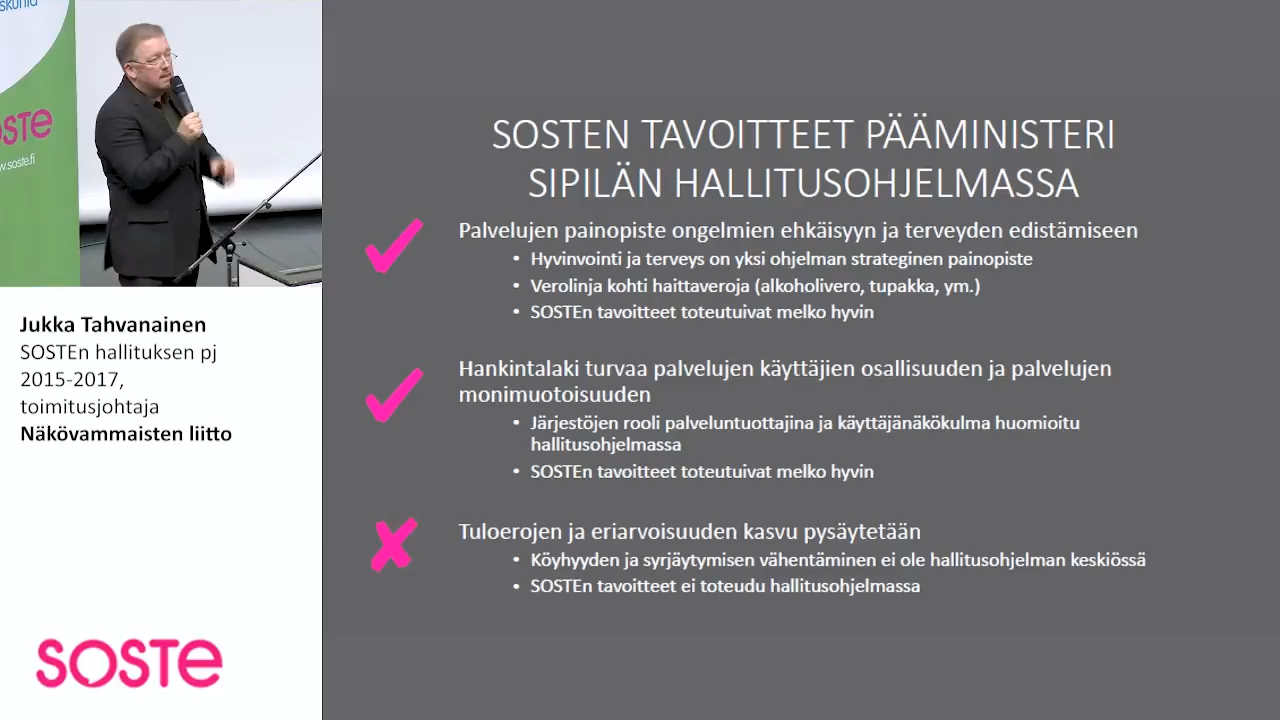 SOSTE
SOSTEN TAVOITTEET PÄÄMINISTERI
SIPILÄN HALLITUSOHJELMASSA
Palvelujen painopiste ongelmien ehkäisyyn ja terveyden edistämiseen
• Hyvinvointi ja terveys on yksi ohjelman strateginen painopiste
• Verolinja kohti haittaveroja (alkoholivero, tupakka, ym.)
• SOSTEn tavoitteet toteutuivat melko hyvin
Hankintalaki turvaa palvelujen käyttäjien osallisuuden ja palvelujen
monimuotoisuuden
• Järjestöjen rooli palveluntuottajina ja käyttäjänäkökulma huomioitu
hallitusohjelmassa
• SOSTEn tavoitteet toteutuivat melko hyvin
Tuloerojen ja eriarvoisuuden kasvu pysäytetään
• Köyhyyden ja syrjäytymisen vähentäminen ei ole hallitusohjelman keskiössä
• SOSTEn tavoitteet ei toteudu hallitusohjelmassa
Jukka Tahvanainen
SOSTEn hallituksen pj
2015-2017,
toimitusjohtaja
Näkövammaisten liitto
SOSTE